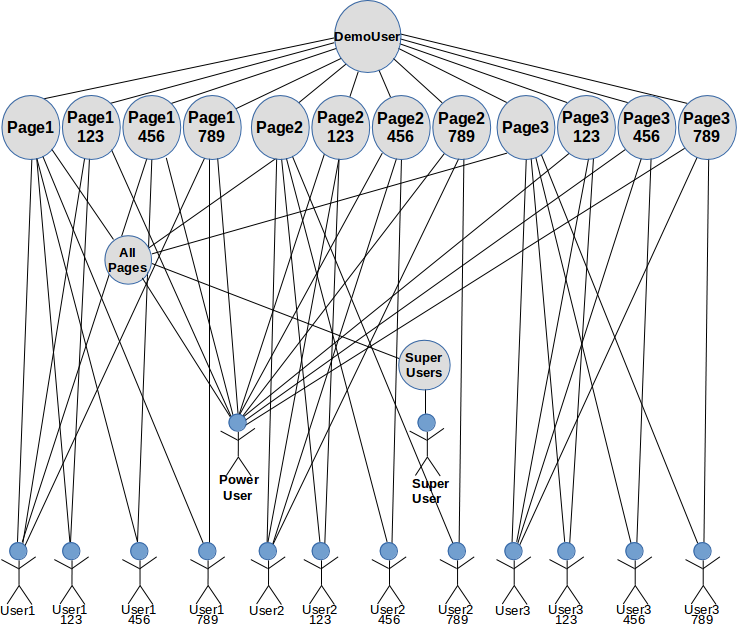 DemoUser
Page1
Page1
123
Page1
456
Page1
789
Page2
Page2
123
Page2
456
Page2
789
Page3
Page3
123
Page3
456
Page3
789
All
Pages
Super
Users
Power
User
Super
User
User1
User1
123
User1
456
User1
789
User2
User2
123
User2
456
User2
789
User3
User3
123
User3
456
User3
789